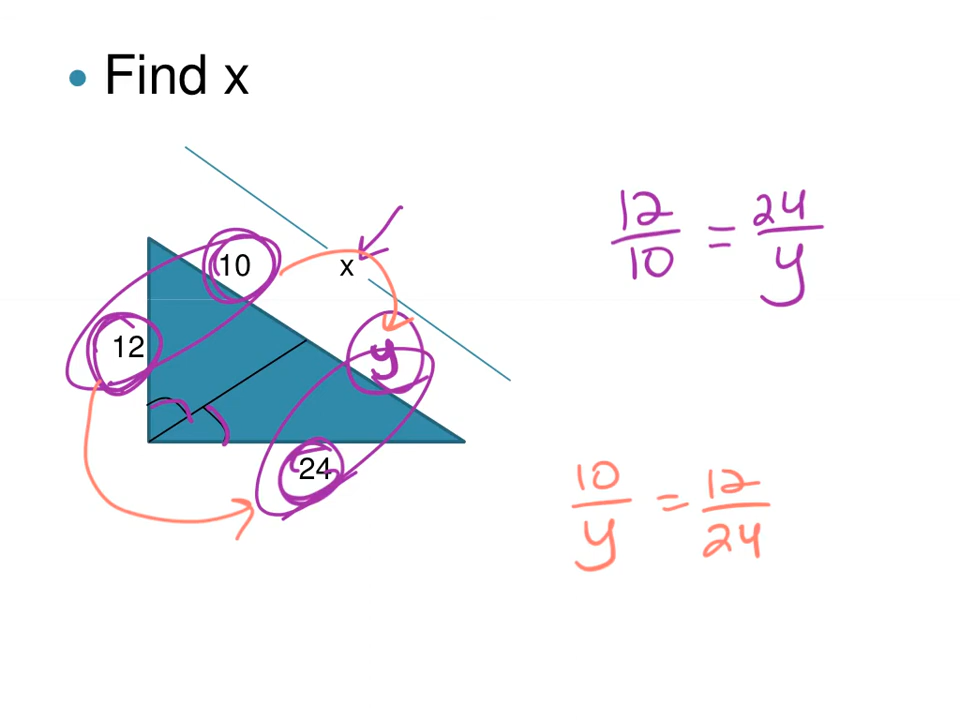 • Find x
10
x
12
y
24
12/10 = 24/y
10/y = 12/24